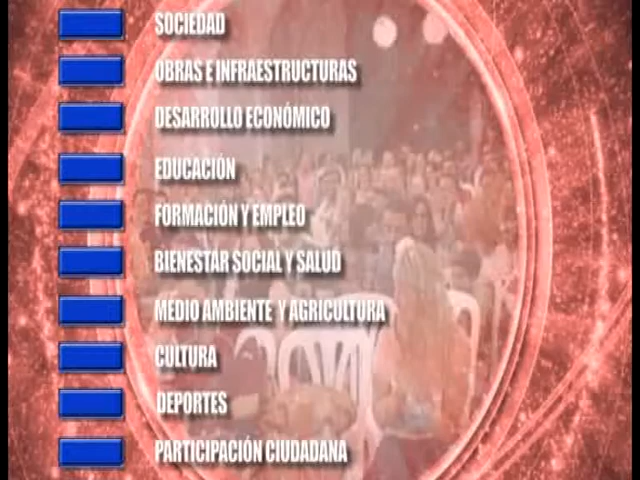 SOCIEDAD
OBRAS E INFRAESTRUCTURAS
DESARROLLO ECONÓMICO
EDUCACIÓN
FORMACIÓN Y EMPLEO
BIENESTAR SOCIAL Y SALUD
MEDIO AMBIENTE Y AGRICULTURA
CULTURA
DEPORTES
PARTICIPACIÓN CIUDADANA